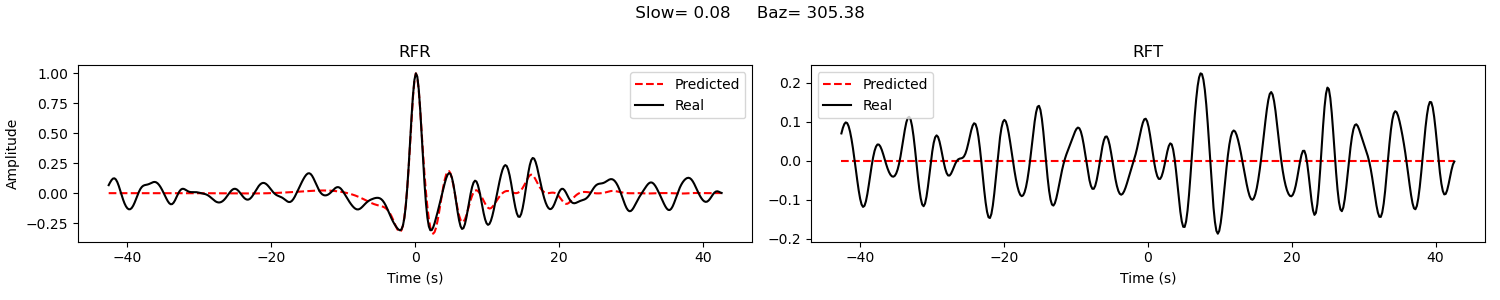 Slow= 0.08     Baz= 305.38
RFR
RFT
Amplitude
1.00
0.75
0.50
0.25
0.00
−0.25
Predicted
Real
−40
−20
0
20
40
Time (s)
0.2
0.1
0.0
−0.1
−0.2
Predicted
Real
−40
−20
0
20
40
Time (s)